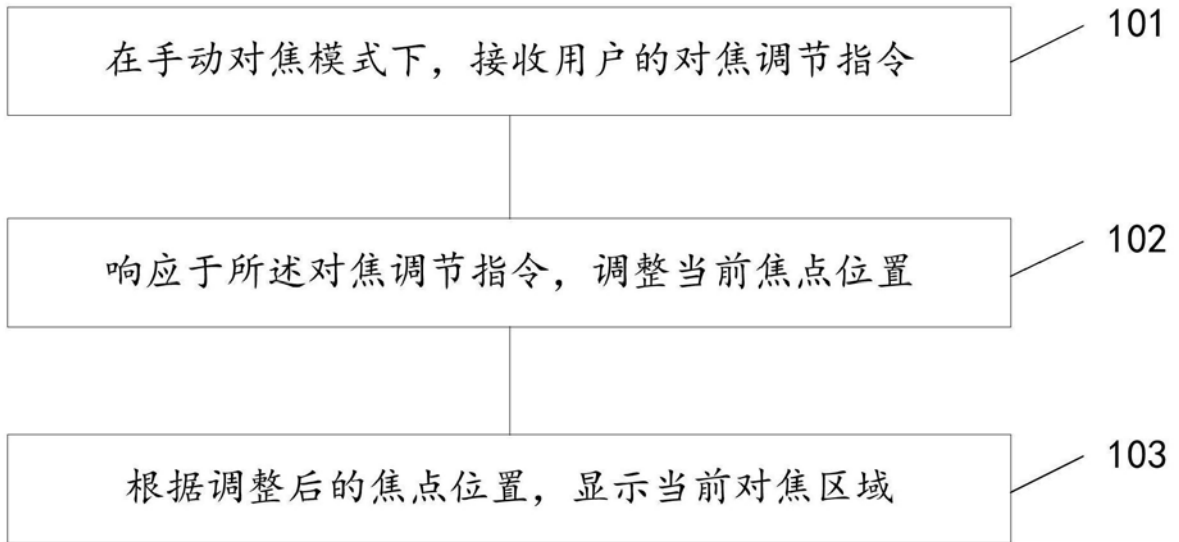 在手动对焦模式下，接收用户的对焦调节指令
101
响应于所述对焦调节指令，调整当前焦点位置
102
根据调整后的焦点位置，显示当前对焦区域
103